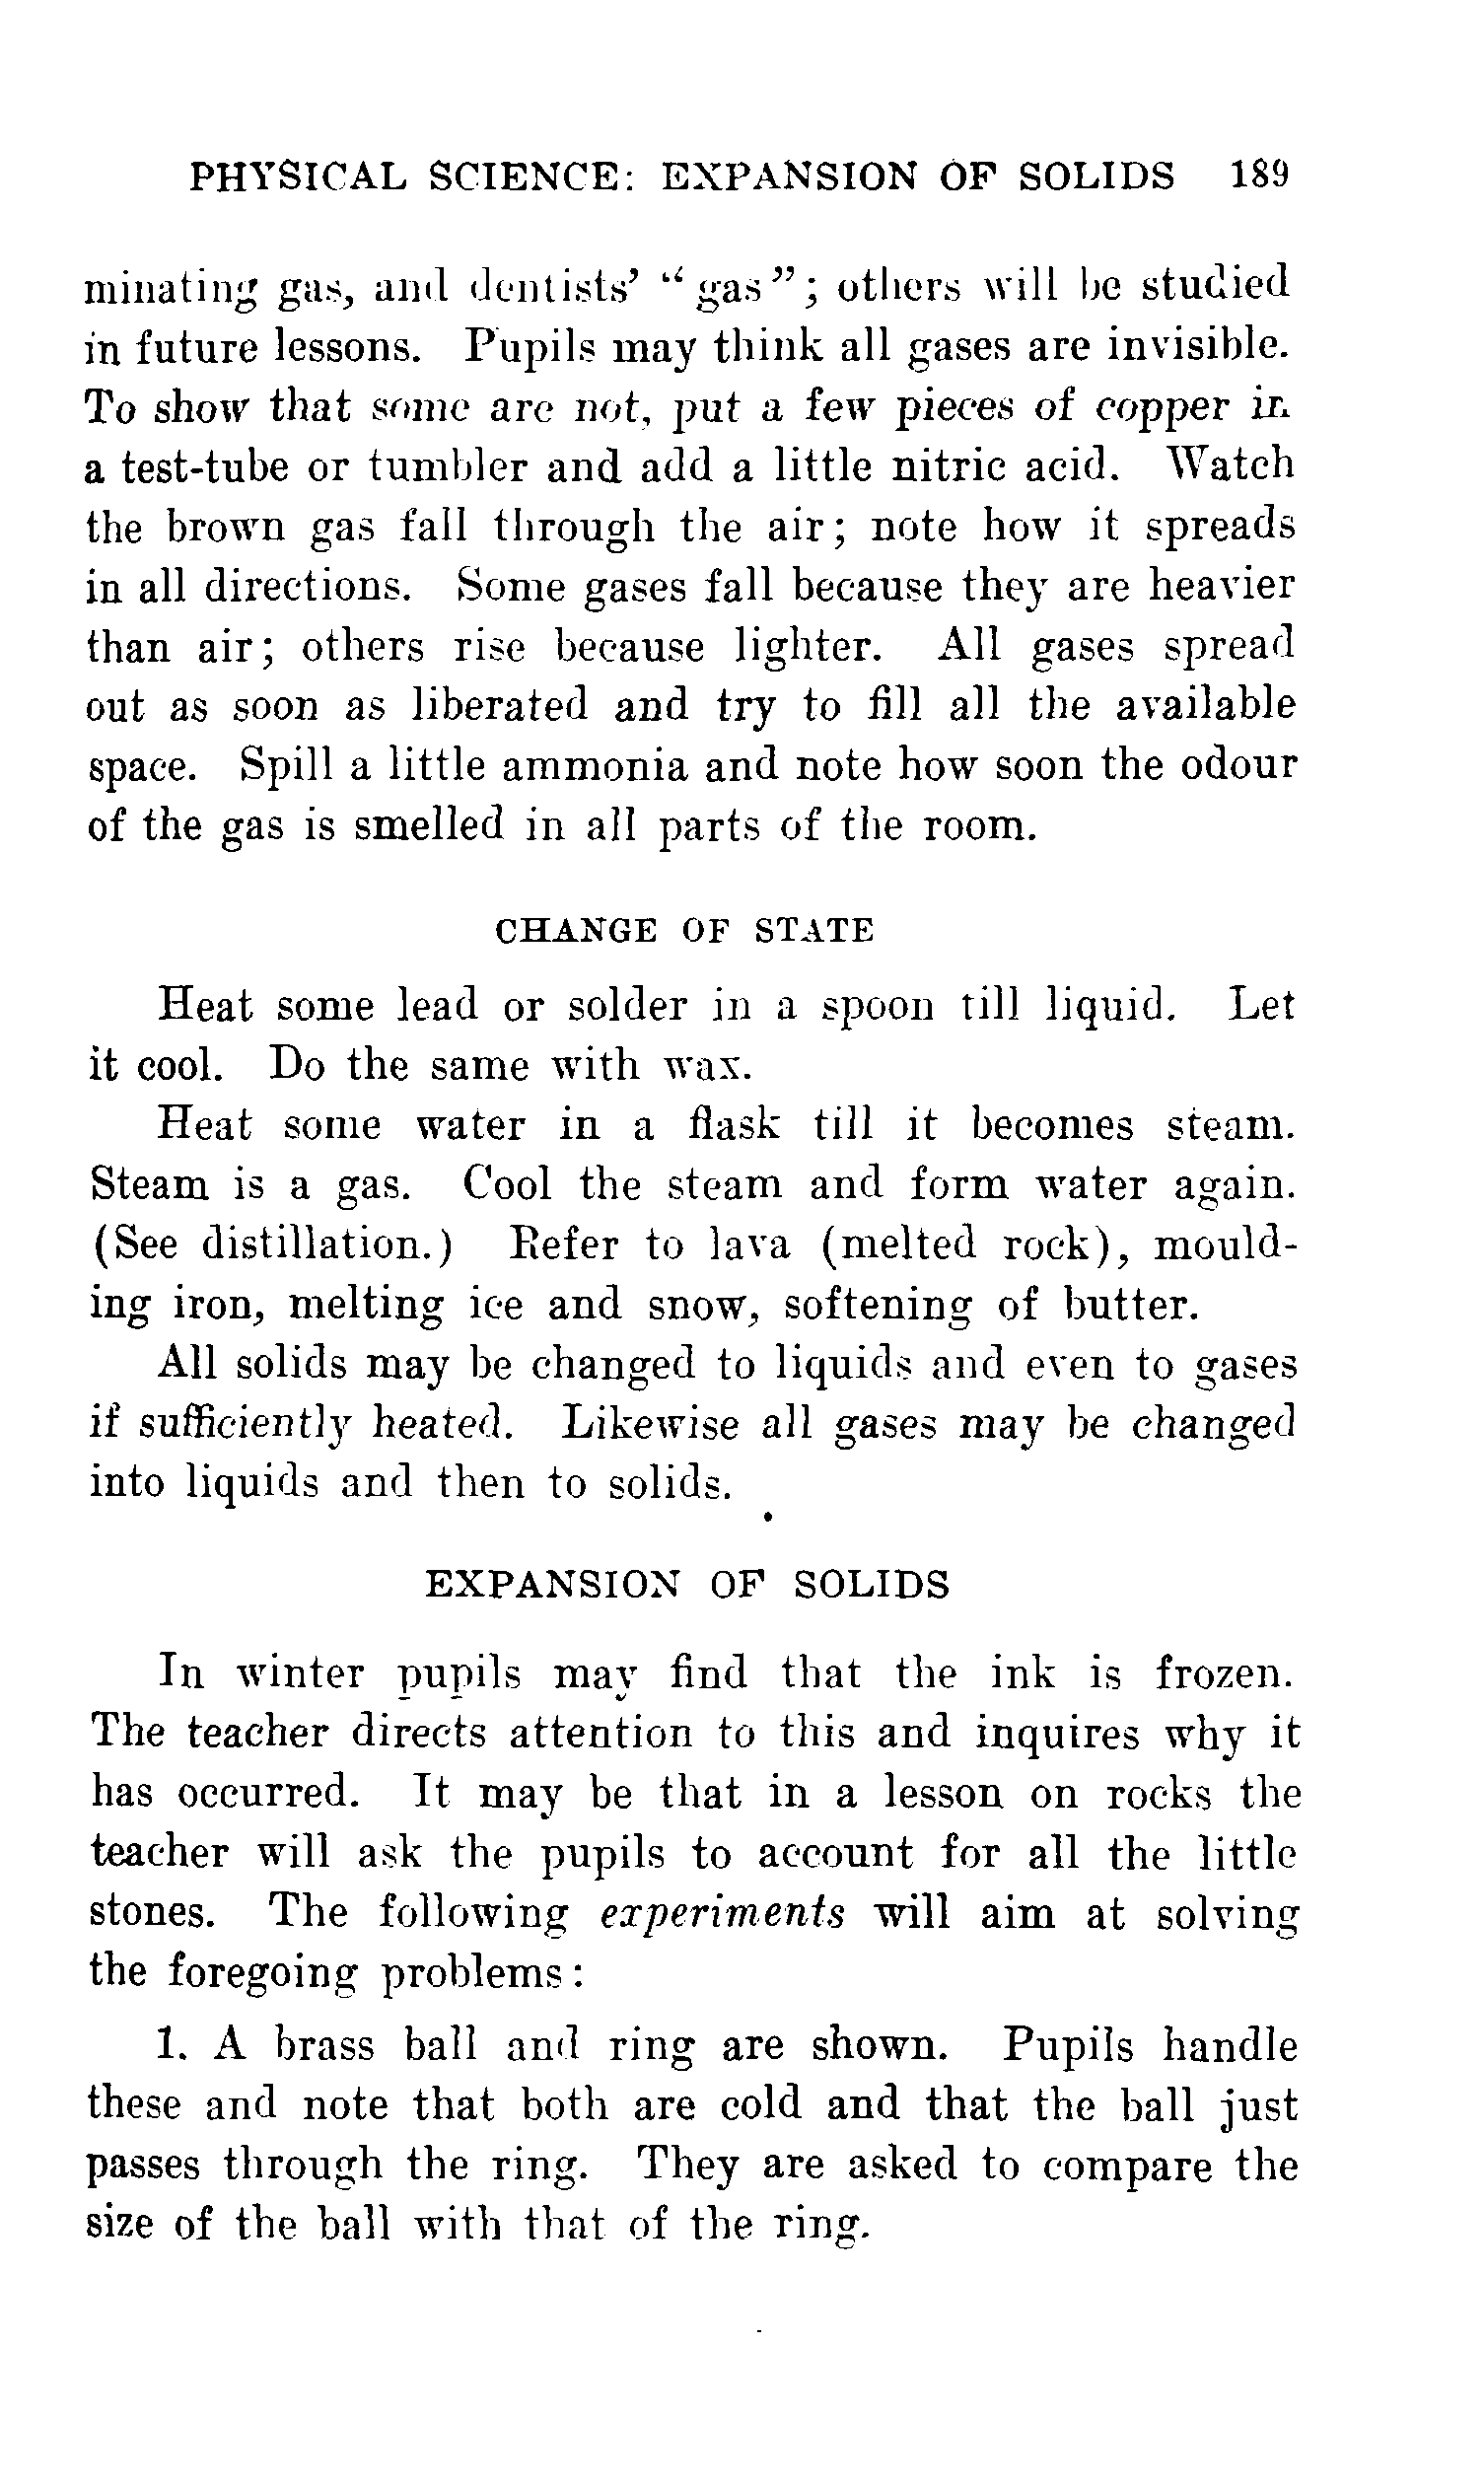 PHYSICAL SCIENCE: EXPANSION OF SOLIDS 189
minating gas, and dentists' "gas"; others will be studied
in future lessons. Pupils may think all gases are invisible.
To show that some are not, put a few pieces of copper in
a test-tube or tumbler and add a little nitric acid. Watch
the brown gas fall through the air; note how it spreads
in all directions. Some gases fall because they are heavier
than air; others rise because lighter. All gases spread
out as soon as liberated and try to fill all the available
space. Spill a little ammonia and note how soon the odour
of the gas is smelled in all parts of the room.
CHANGE OF STATE
Heat some lead or solder in a spoon till liquid. Let
it cool. Do the same with wax.
Heat some water in a flask till it becomes steam.
Steam is a gas. Cool the steam and form water again.
(See distillation.) Refer to lava (melted rock), mould-
ing iron, melting ice and snow, softening of butter.
All solids may be changed to liquids and even to gases
if sufficiently heated. Likewise all gases may be changed
into liquids and then to solids.
EXPANSION OF SOLIDS
In winter pupils may find that the ink is frozen.
The teacher directs attention to this and inquires why it
has occurred. It may be that in a lesson on rocks the
teacher will ask the pupils to account for all the little
stones. The following experiments will aim at solving
the foregoing problems:
1. A brass ball and ring are shown. Pupils handle
these and note that both are cold and that the ball just
passes through the ring. They are asked to compare the
size of the ball with that of the ring.